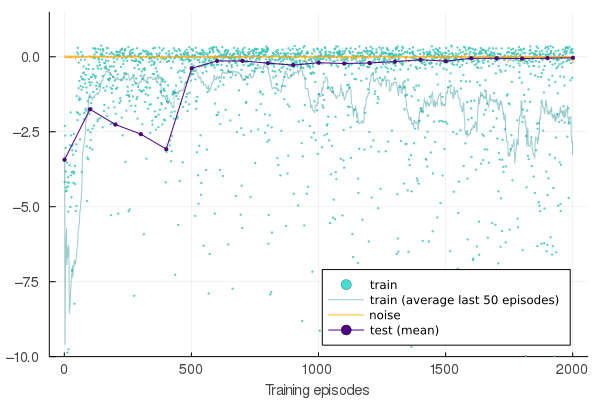 0.0
−2.5
−5.0
−7.5
−10.0
0
500
1000
1500
2000
Training episodes
train
train (average last 50 episodes)
noise
test (mean)